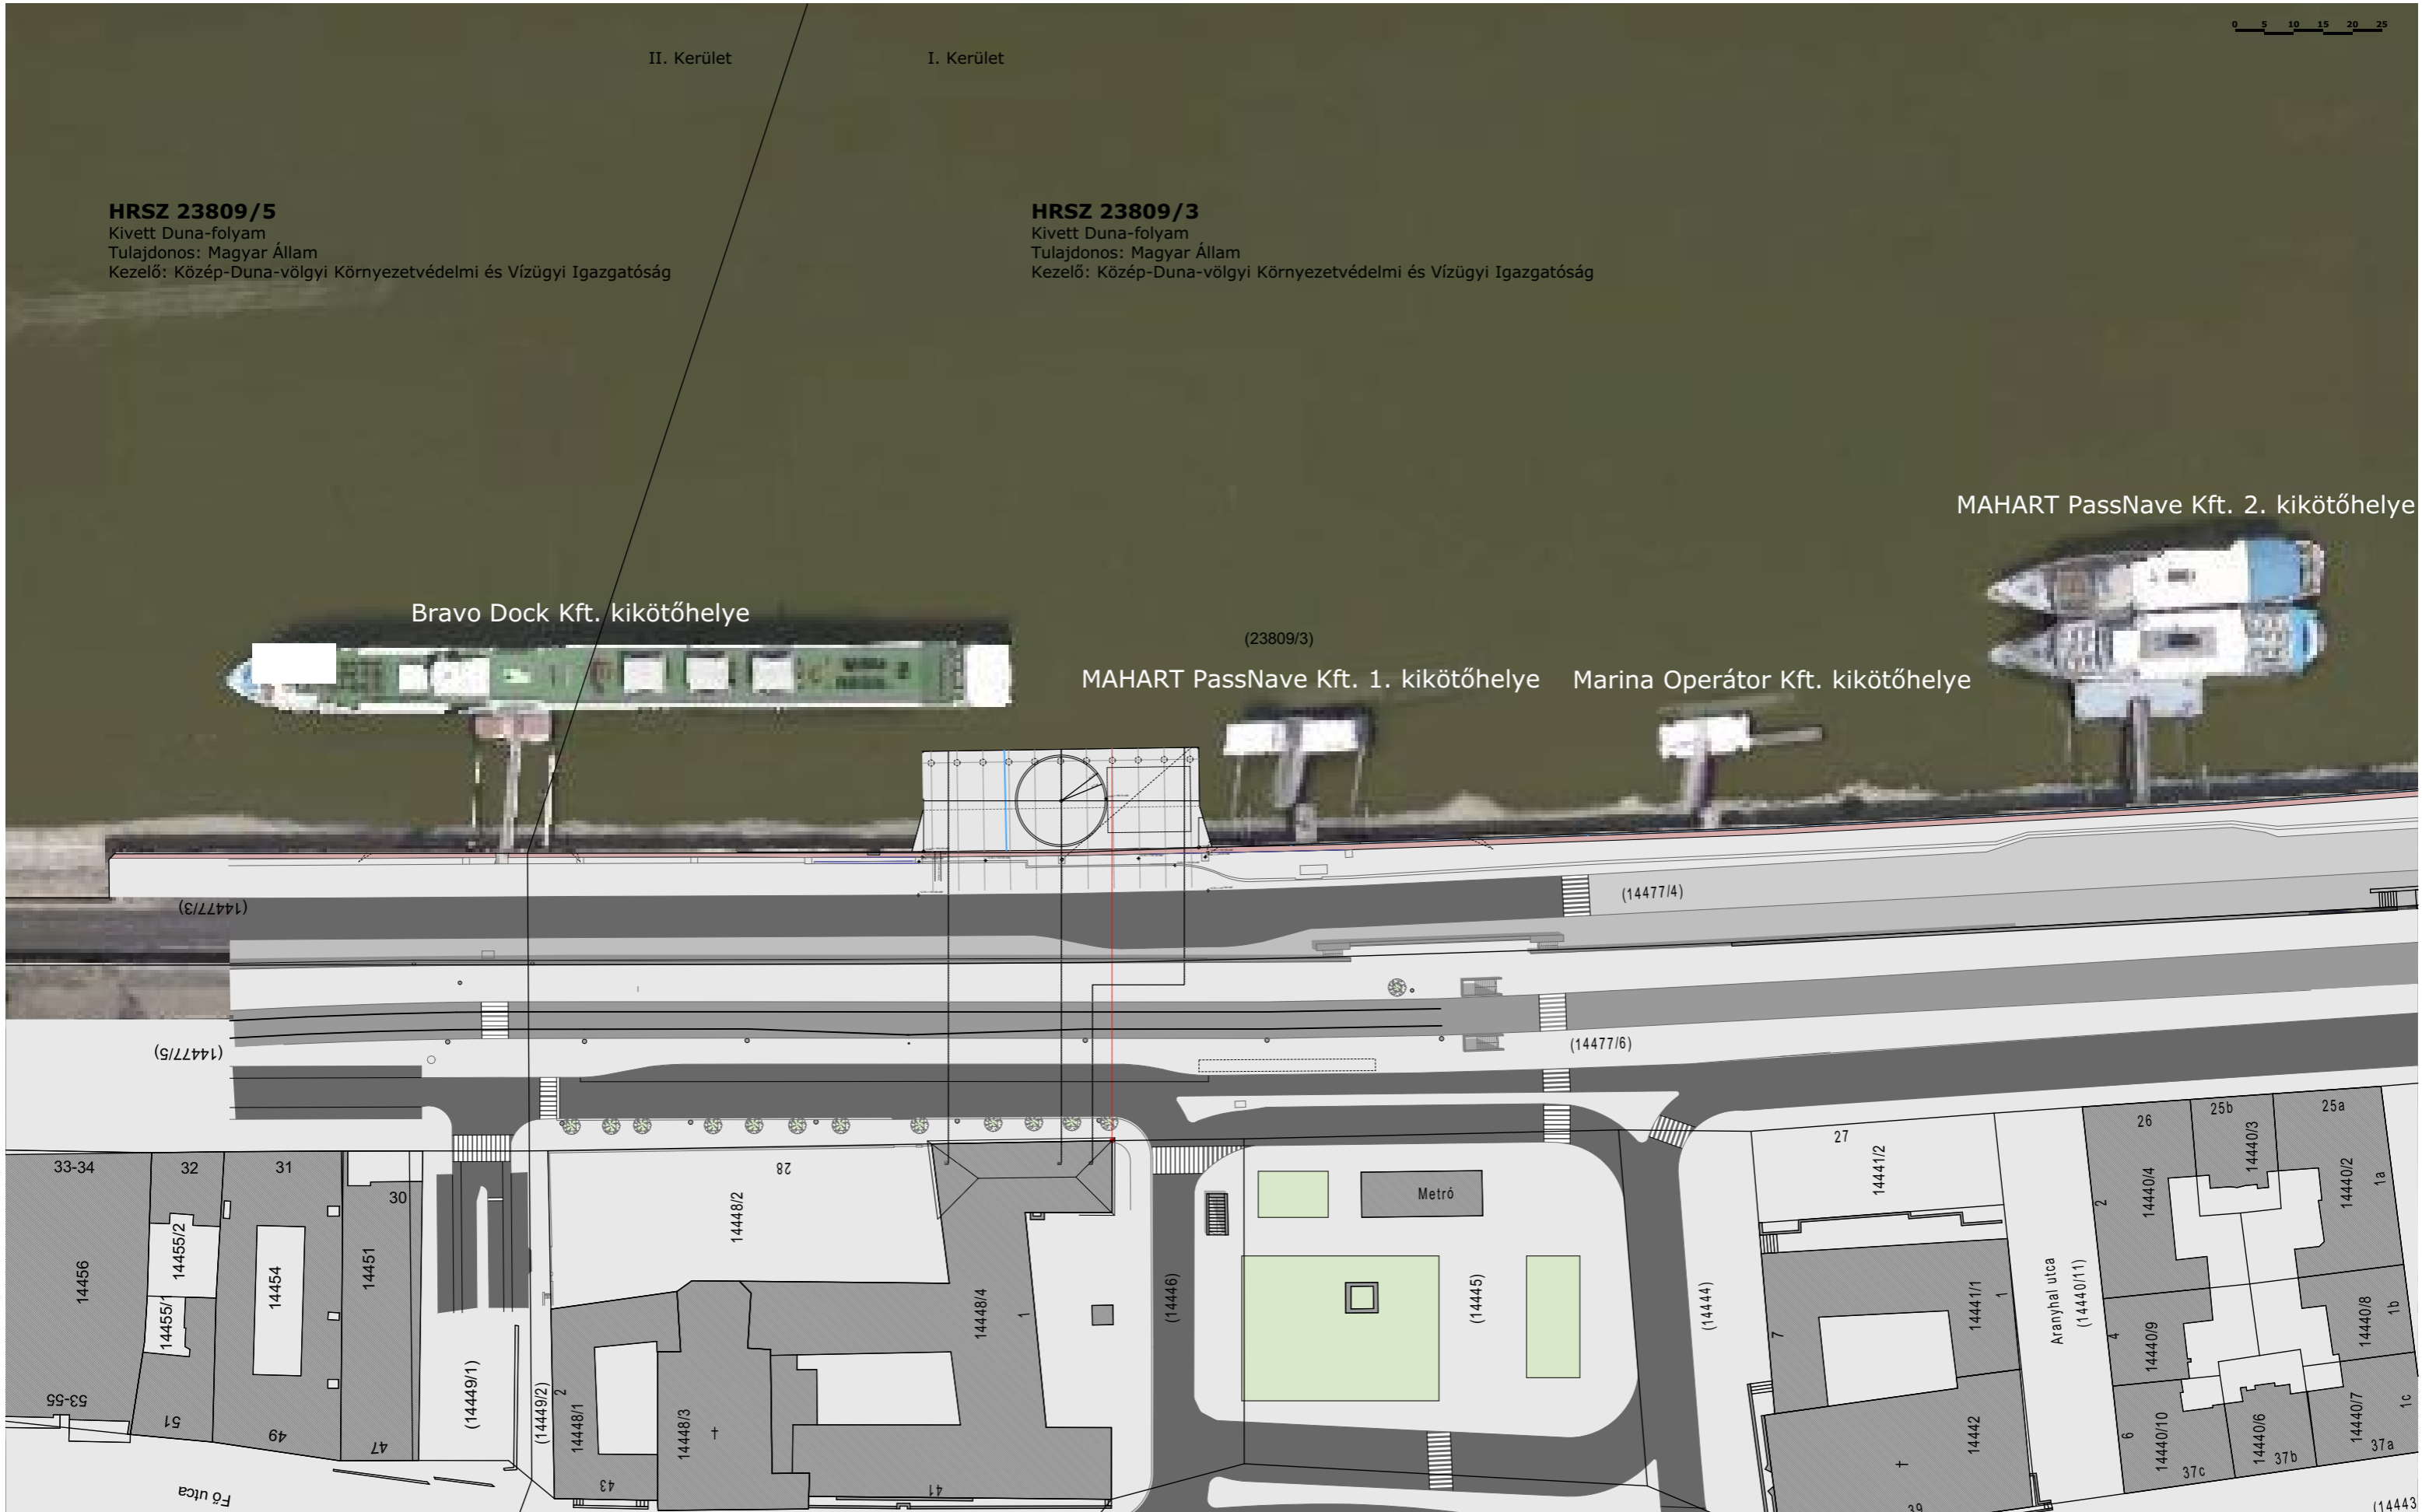 0 5 10 15 20 25
II. Kerület
I. Kerület
HRSZ 23809/5
Kivett Duna-folyam
Tulajdonos: Magyar Állam
Kezelő: Közép-Duna-völgyi Környezetvédelmi és Vízügyi Igazgatóság
HRSZ 23809/3
Kivett Duna-folyam
Tulajdonos: Magyar Állam
Kezelő: Közép-Duna-völgyi Környezetvédelmi és Vízügyi Igazgatóság
MAHART PassNave Kft. 2. kikötőhelye
Bravo Dock Kft. kikötőhelye
(23809/3)
MAHART PassNave Kft. 1. kikötőhelye
Marina Operátor Kft. kikötőhelye
(14477/3)
(14477/4)
(14477/5)
(14477/6)
33-34
32
31
30
28
27
26
25b
25a
14456
14455/2
14455/1
14454
14451
14448/2
14448/4
1
Metró
(14446)
(14445)
(14444)
14441/2
14441/1
1
7
Aranyhal utca
(14440/11)
2
14440/4
14440/3
14440/2
1a
4
14440/9
14440/8
1b
6
14440/10
14440/6
14440/7
1c
37c
37b
37a
53-55
51
49
47
(14449/1)
(14449/2)
2
14448/1
14448/3
†
43
41
14442
†
39
(14443
Fő utca